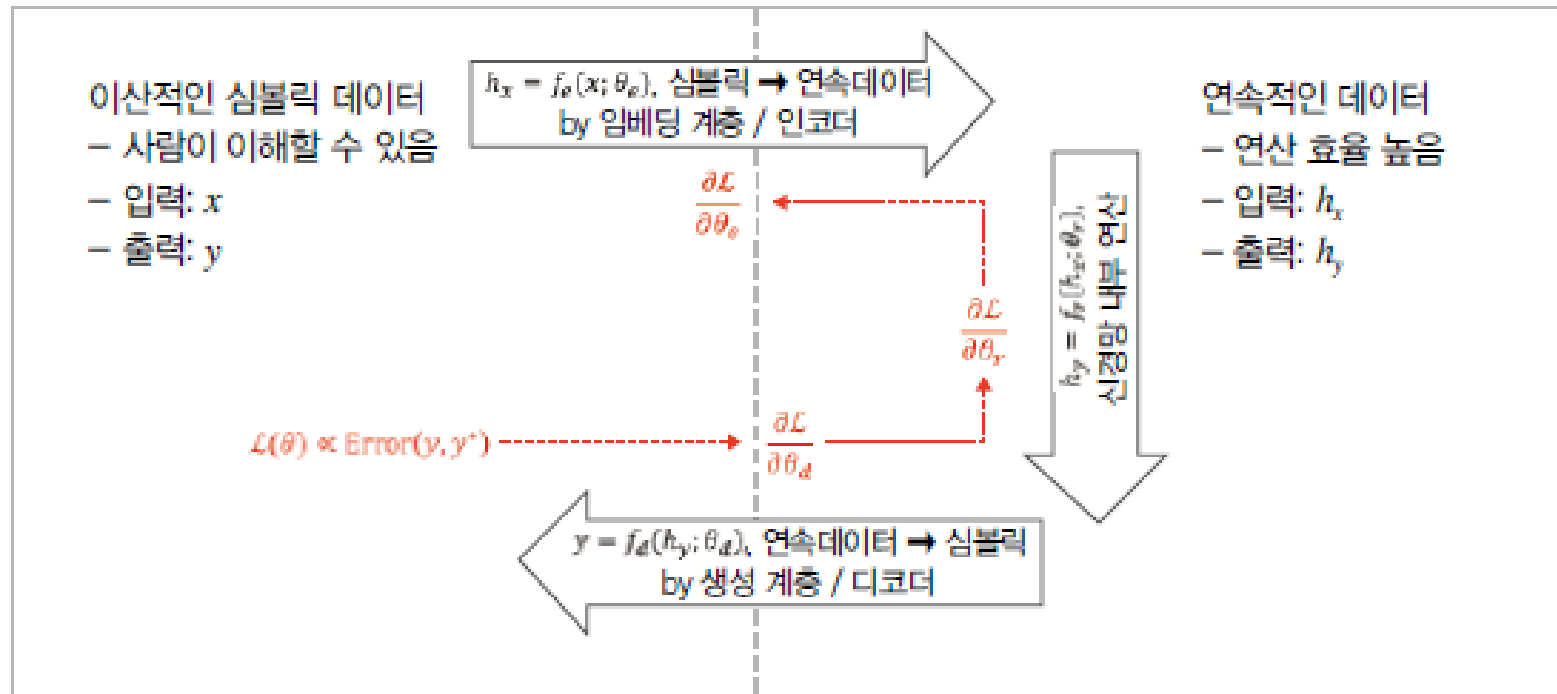 이산적인 심볼릭 데이터
– 사람이 이해할 수 있음
– 입력: x
– 출력: y
h_x = f_e(x; θ_e), 심볼릭 → 연속데이터
by 임베딩 계층 / 인코더
연속적인 데이터
– 연산 효율 높음
– 입력: h_x
– 출력: h_y
h_y = f_r(h_x; θ_r),
신경망 내부 연산
∂ℒ
∂θ_e
∂ℒ
∂θ_r
ℒ(θ) ∝ Error(y, y*)
∂ℒ
∂θ_d
y = f_d(h_y; θ_d), 연속데이터 → 심볼릭
by 생성 계층 / 디코더